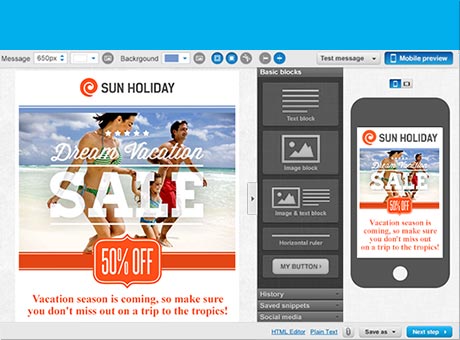 Message 650px Background Test message Mobile preview
SUN HOLIDAY
Dream Vacation
SALE
50% OFF
Vacation season is coming, so make sure
you don't miss out on a trip to the tropics!
Basic blocks
Text block
Image block
Image & text block
Horizontal ruler
MY BUTTON
History
Saved snippets
Social media
SUN HOLIDAY
Dream Vacation
SALE
50% OFF
Vacation season is
coming, so make sure
you don't miss out on
a trip to the tropics!
HTML Editor Plain Text Save as Next step